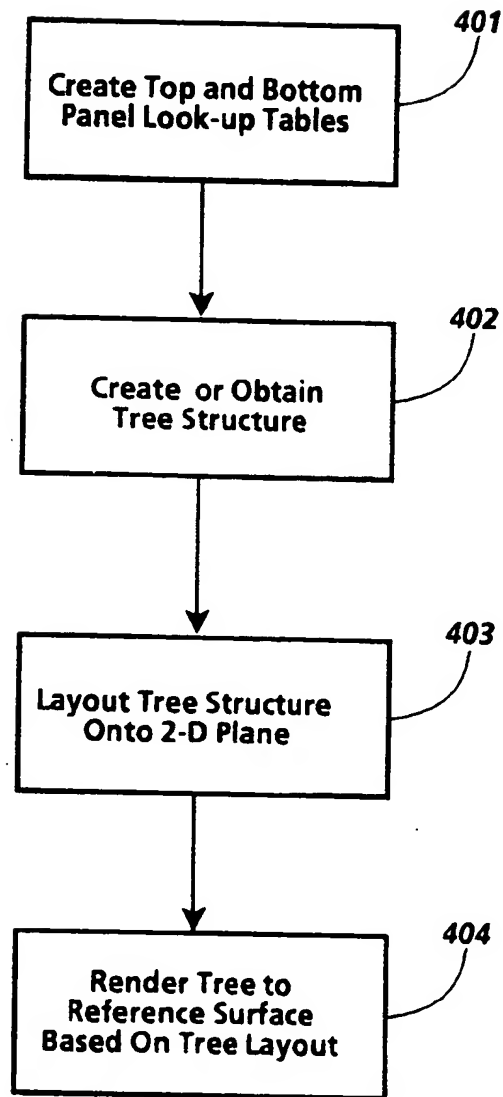 401
Create Top and Bottom
Panel Look-up Tables
402
Create or Obtain
Tree Structure
403
Layout Tree Structure
Onto 2-D Plane
404
Render Tree to
Reference Surface
Based On Tree Layout